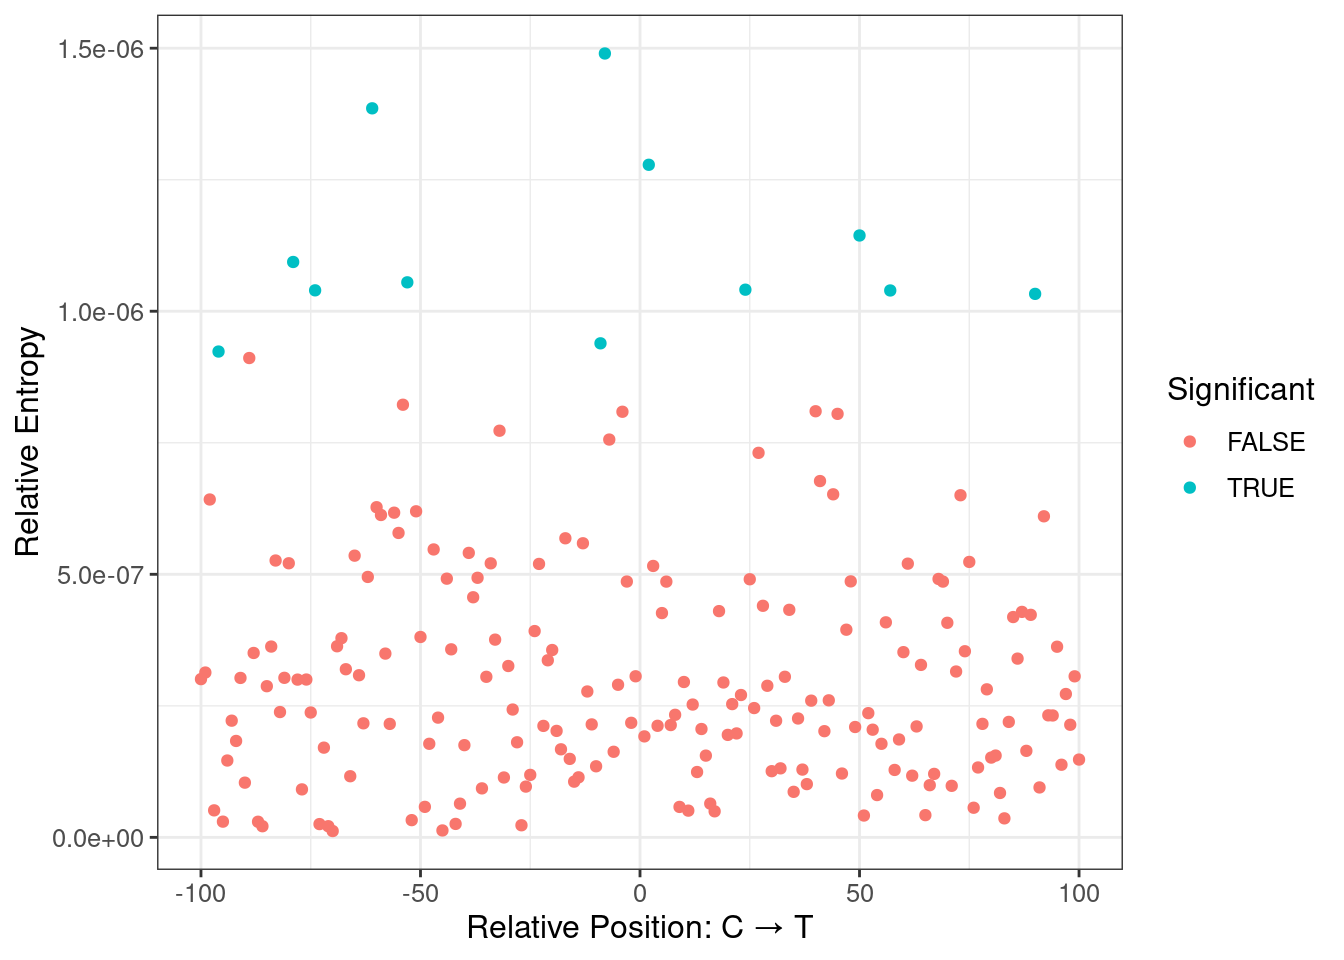 1.5e-06
1.0e-06
5.0e-07
0.0e+00
Relative Entropy
-100 -50 0 50 100
Relative Position: C → T
Significant
FALSE
TRUE